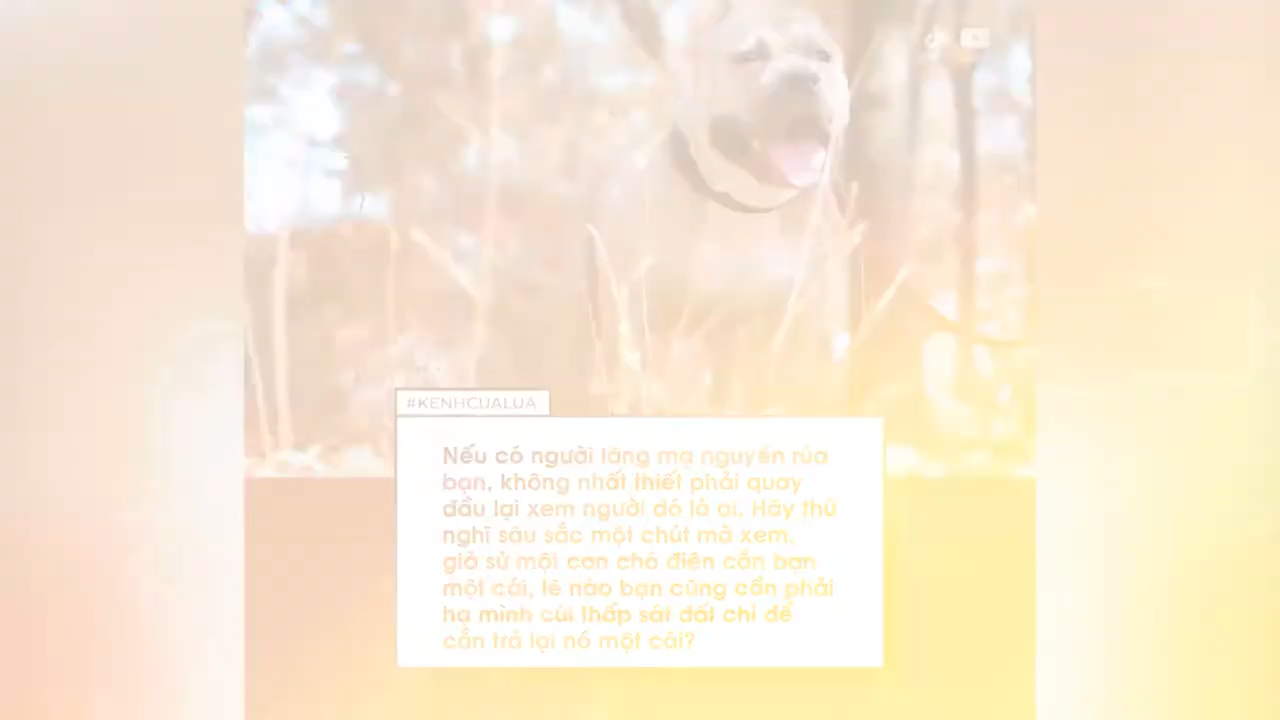 #KENHCUALUA
Nếu có người lăng mạ nguyền rủa
bạn, không nhất thiết phải quay
đầu lại xem người đó là ai. Hãy thử
nghĩ sâu sắc một chút mà xem,
giả sử một con chó điên cắn bạn
một cái, lẽ nào bạn cũng cần phải
hạ mình cúi thấp sát đất chỉ để
cắn trả lại nó một cái?